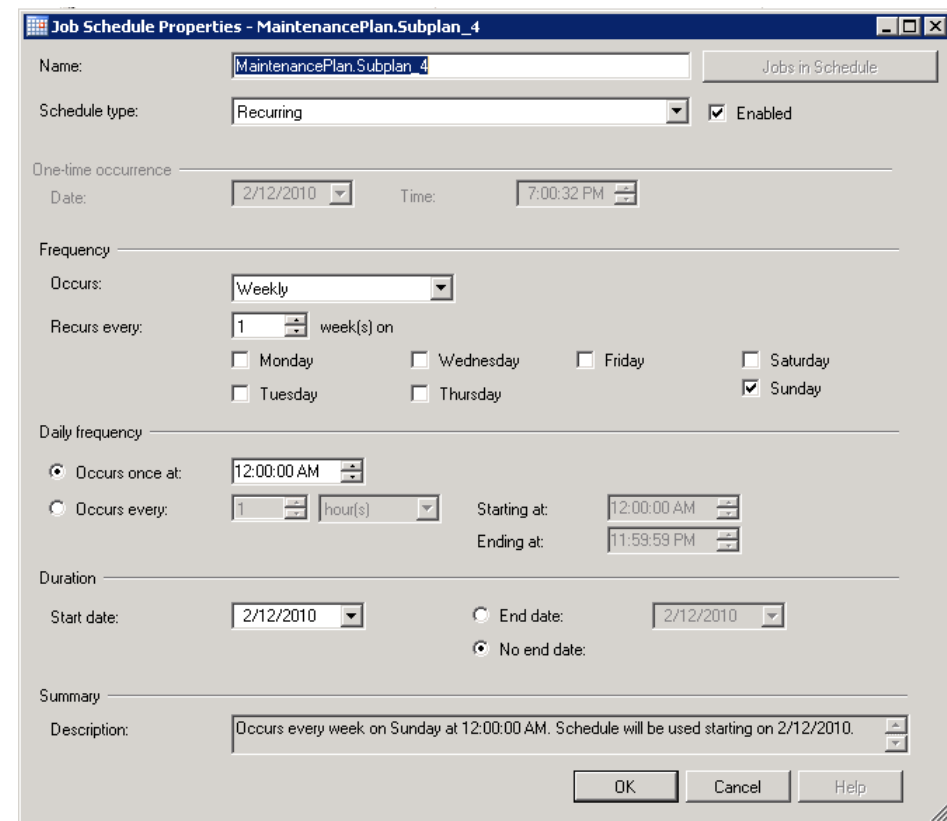 Job Schedule Properties - MaintenancePlan.Subplan_4
Name: MaintenancePlan.Subplan_4 Jobs in Schedule
Schedule type: Recurring Enabled
One-time occurrence
Date: 2/12/2010 Time: 7:00:32 PM
Frequency
Occurs: Weekly
Recurs every: 1 week(s) on
Monday Wednesday Friday Saturday
Tuesday Thursday Sunday
Daily frequency
Occurs once at: 12:00:00 AM
Occurs every: 1 hour(s) Starting at: 12:00:00 AM
Ending at: 11:59:59 PM
Duration
Start date: 2/12/2010 End date: 2/12/2010
No end date:
Summary
Description: Occurs every week on Sunday at 12:00:00 AM. Schedule will be used starting on 2/12/2010.
OK Cancel Help